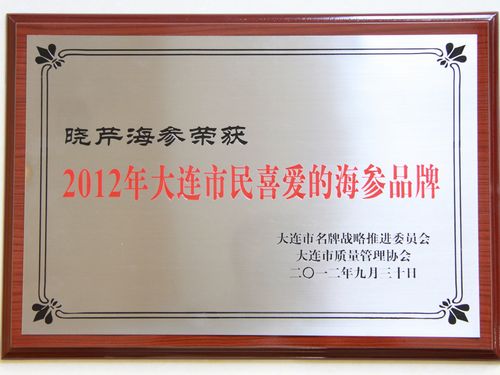 晓芹海参荣获
2012年大连市民喜爱的海参品牌
大连市名牌战略推进委员会
大连市质量管理协会
二〇一二年九月三十日